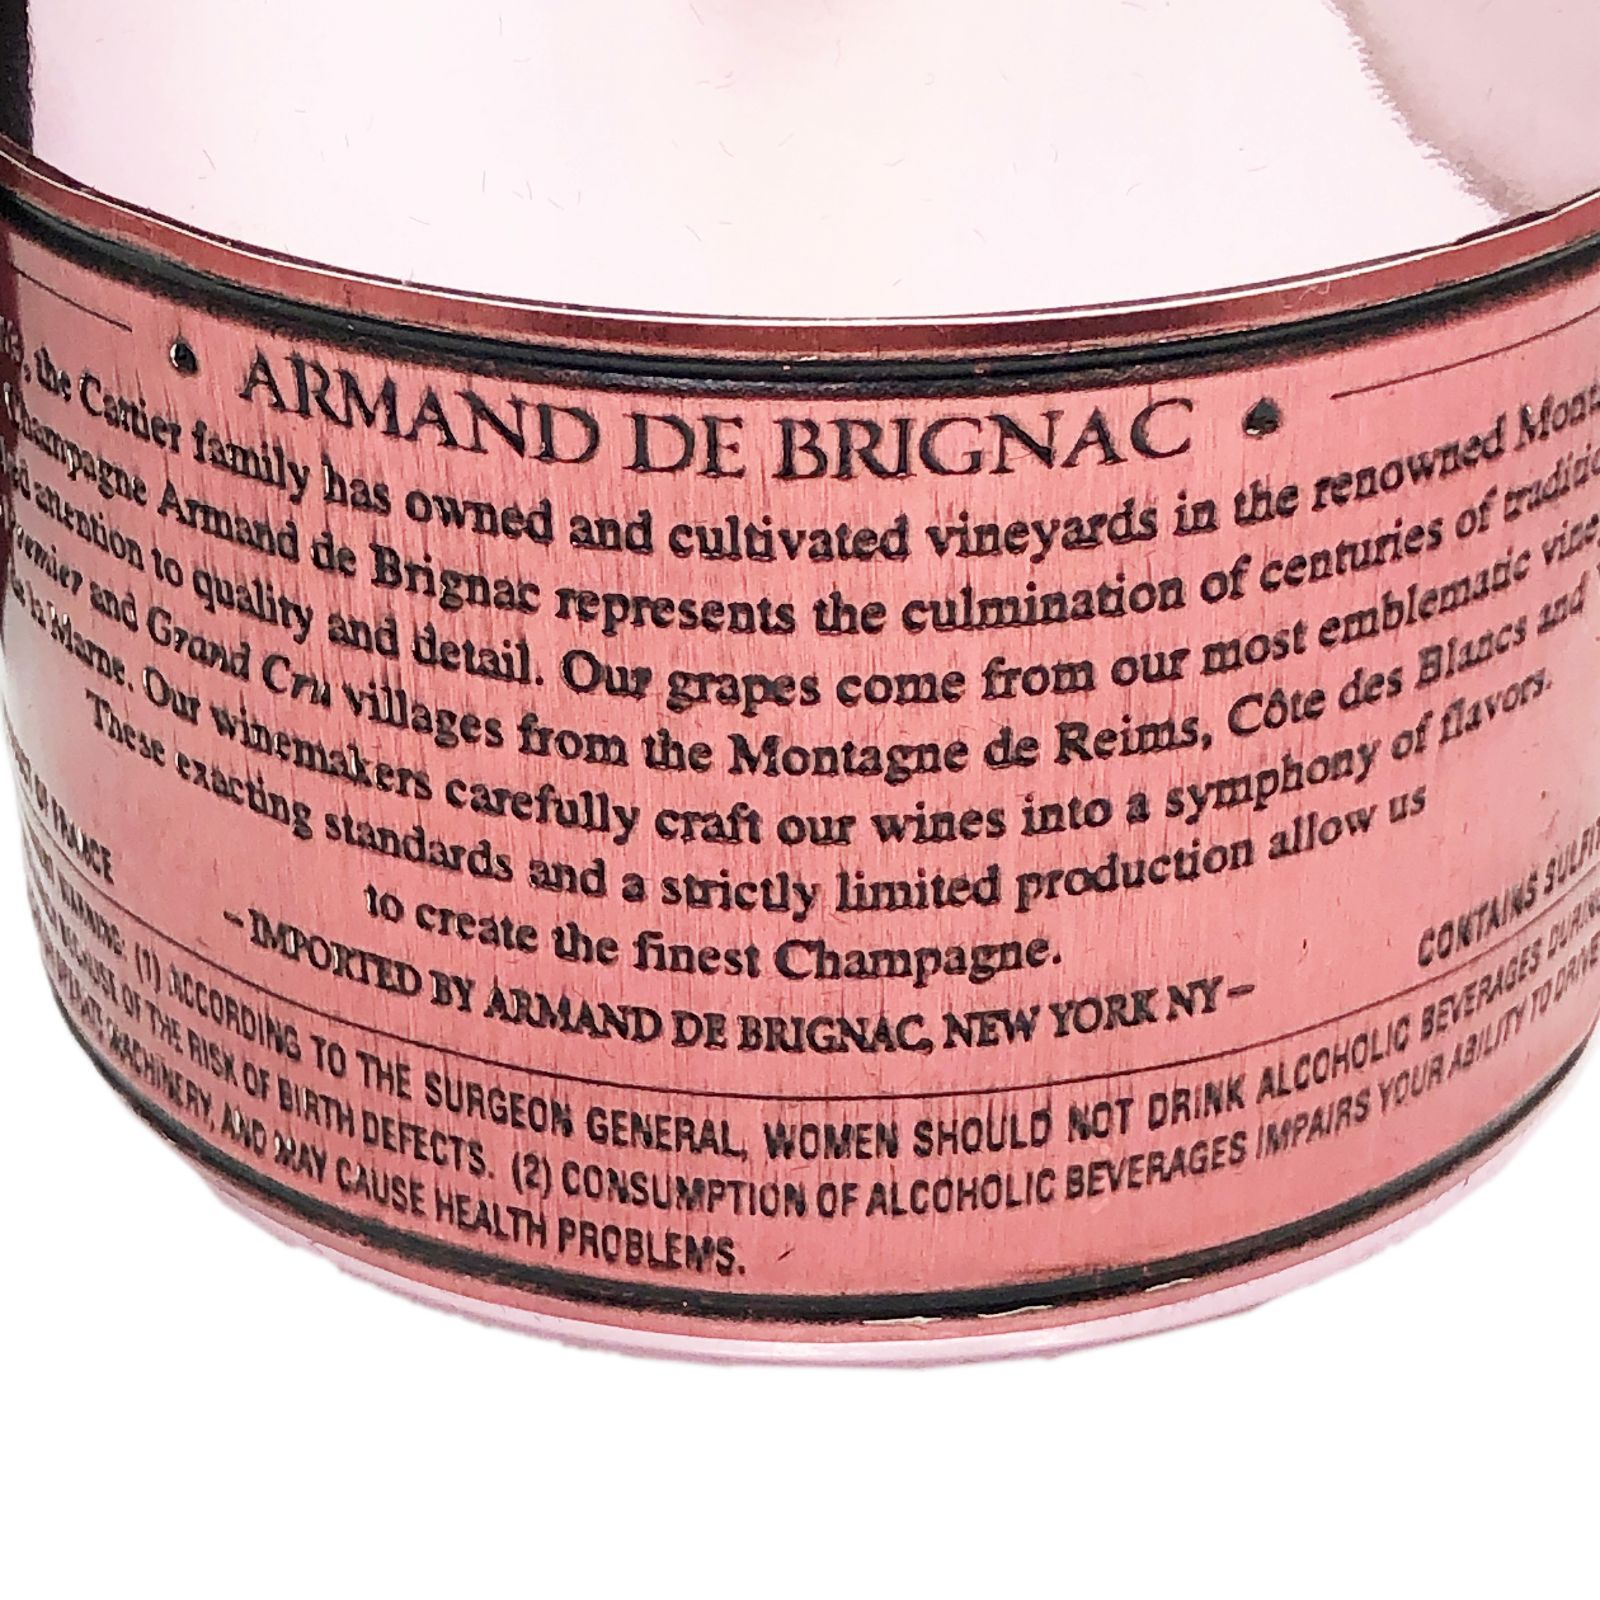 ARMAND DE BRIGNAC
, the Cattier family has owned and cultivated vineyards in the renowned
Champagne Armand de Brignac represents the culmination of centuries of
attention to quality and detail. Our grapes come from our most emblematic
Premier and Grand Cru villages from the Montagne de Reims, Côte des Blancs and
la Marne. Our winemakers carefully craft our wines into a symphony of flavors.
These exacting standards and a strictly limited production allow us
to create the finest Champagne.
OF FRANCE
– IMPORTED BY ARMAND DE BRIGNAC, NEW YORK NY –
CONTAINS
WARNING: (1) ACCORDING TO THE SURGEON GENERAL, WOMEN SHOULD NOT DRINK ALCOHOLIC BEVERAGES
BECAUSE OF THE RISK OF BIRTH DEFECTS. (2) CONSUMPTION OF ALCOHOLIC BEVERAGES IMPAIRS YOUR ABILITY TO
MACHINERY, AND MAY CAUSE HEALTH PROBLEMS.